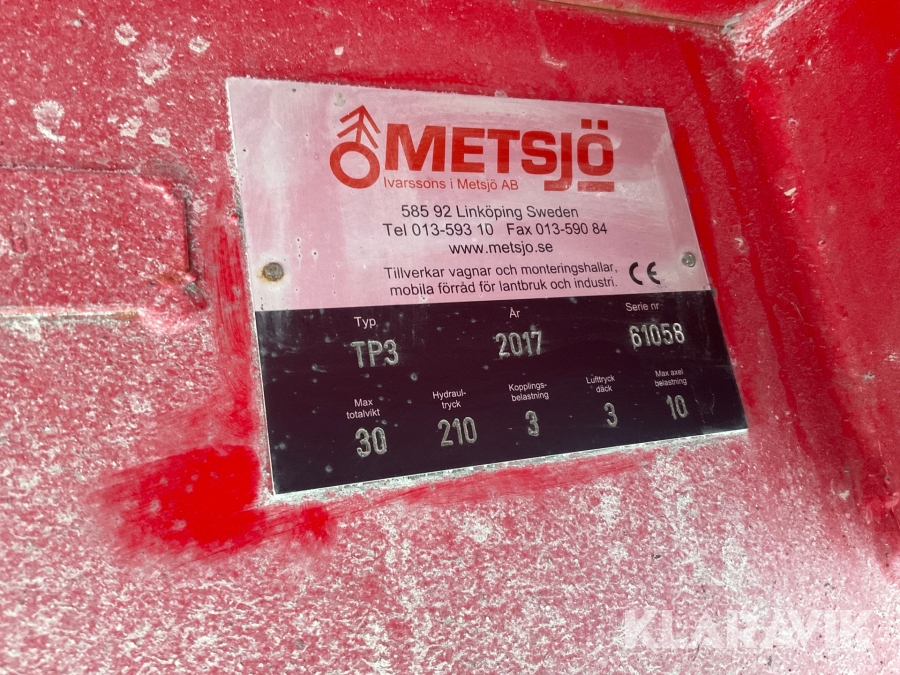 METSJÖ
Ivarssons i Metsjö AB
585 92 Linköping Sweden
Tel 013-593 10 Fax 013-590 84
www.metsjo.se
Tillverkar vagnar och monteringshallar,
mobila förråd för lantbruk och industri. CE
Typ År Serie nr
TP3 2017 61058
Max totalvikt Hydraul- tryck Kopplings- belastning Lufttryck däck Max axel belastning
30 210 3 3 10
KLARAVIK